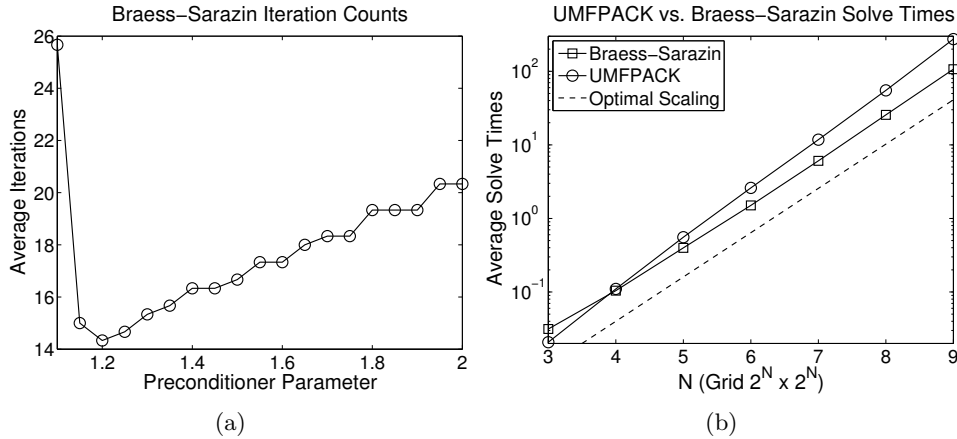 Braess-Sarazin Iteration Counts
26
24
22
20
18
16
14
Average Iterations
1.2
1.4
1.6
1.8
2
Preconditioner Parameter
(a)
UMFPACK vs. Braess-Sarazin Solve Times
Braess-Sarazin
UMFPACK
Optimal Scaling
10^2
10^1
10^0
10^-1
Average Solve Times
3
4
5
6
7
8
9
N (Grid 2^N x 2^N)
(b)